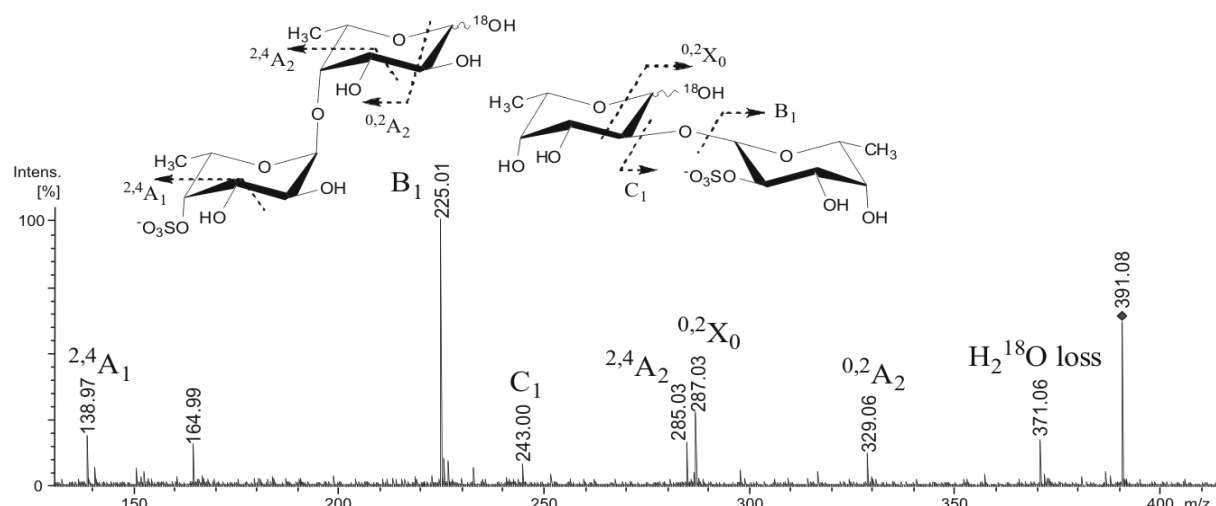 ¹⁸OH
H₃C
O
²,⁴A₂
OH
HO
O
⁰,²A₂
H₃C
O
²,⁴A₁
OH
HO
⁻O₃SO
⁰,²X₀
¹⁸OH
H₃C
O
O
B₁
HO
HO
O
CH₃
⁻O₃SO
C₁
OH
OH
Intens.
[%]
100
0
B₁
225.01
391.08
²,⁴A₁
138.97
164.99
C₁
243.00
²,⁴A₂
285.03
⁰,²X₀
287.03
⁰,²A₂
329.06
H₂¹⁸O loss
371.06
150
200
250
300
350
400 m/z